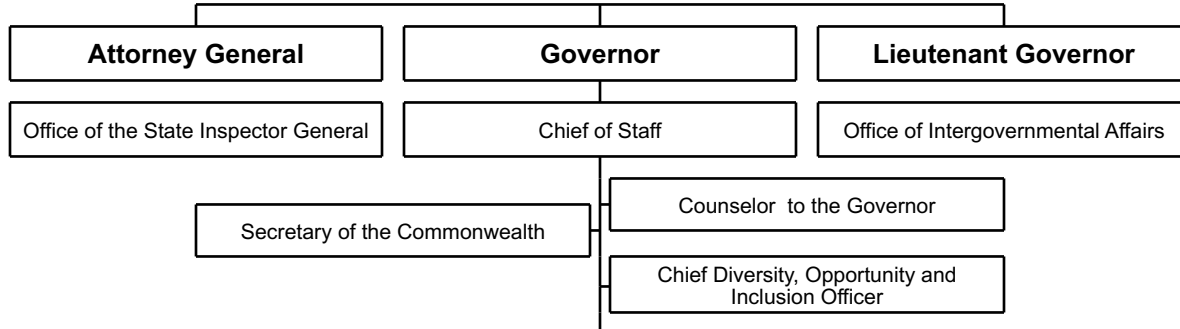 Attorney General
Governor
Lieutenant Governor
Office of the State Inspector General
Chief of Staff
Office of Intergovernmental Affairs
Counselor to the Governor
Secretary of the Commonwealth
Chief Diversity, Opportunity and
Inclusion Officer